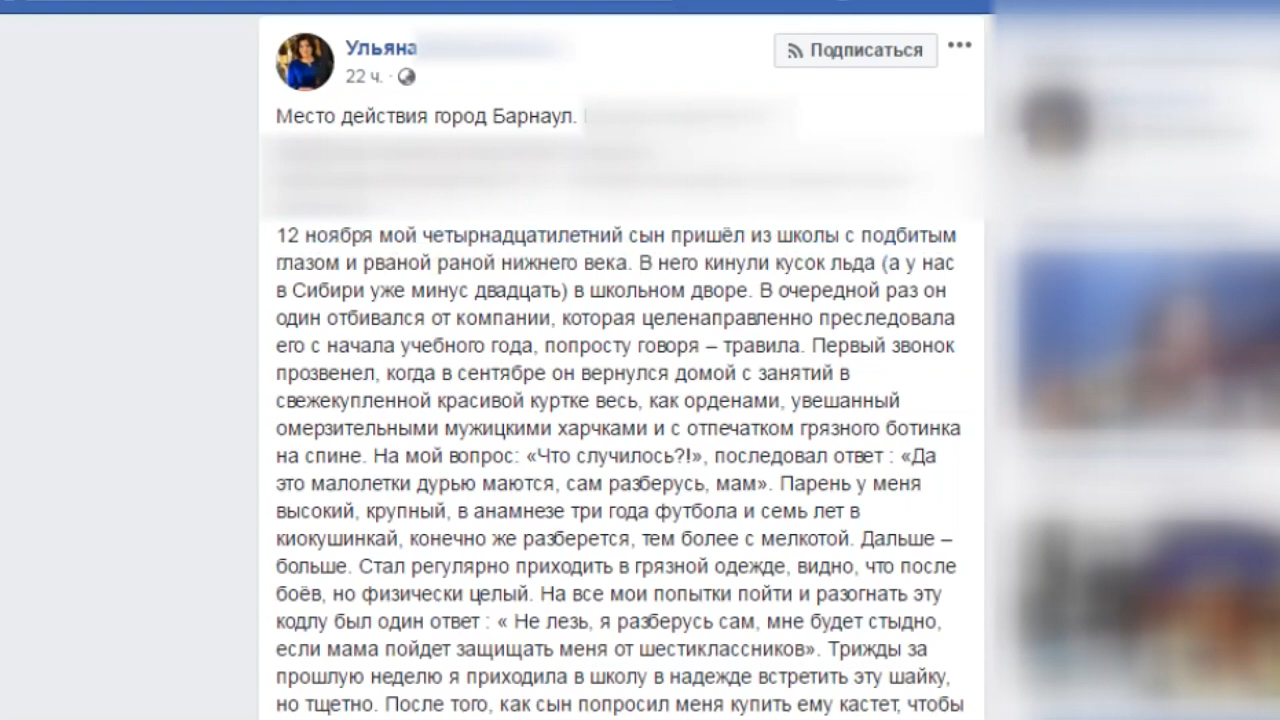 Ульяна
Подписаться
22 ч.
Место действия город Барнаул.
12 ноября мой четырнадцатилетний сын пришёл из школы с подбитым
глазом и рваной раной нижнего века. В него кинули кусок льда (а у нас
в Сибири уже минус двадцать) в школьном дворе. В очередной раз он
один отбивался от компании, которая целенаправленно преследовала
его с начала учебного года, попросту говоря – травила. Первый звонок
прозвенел, когда в сентябре он вернулся домой с занятий в
свежекупленной красивой куртке весь, как орденами, увешанный
омерзительными мужицкими харчками и с отпечатком грязного ботинка
на спине. На мой вопрос: «Что случилось?!», последовал ответ : «Да
это малолетки дурью маются, сам разберусь, мам». Парень у меня
высокий, крупный, в анамнезе три года футбола и семь лет в
киокушинкай, конечно же разберется, тем более с мелкотой. Дальше –
больше. Стал регулярно приходить в грязной одежде, видно, что после
боёв, но физически целый. На все мои попытки пойти и разогнать эту
кодлу был один ответ : « Не лезь, я разберусь сам, мне будет стыдно,
если мама пойдет защищать меня от шестиклассников». Трижды за
прошлую неделю я приходила в школу в надежде встретить эту шайку,
но тщетно. После того, как сын попросил меня купить ему кастет, чтобы